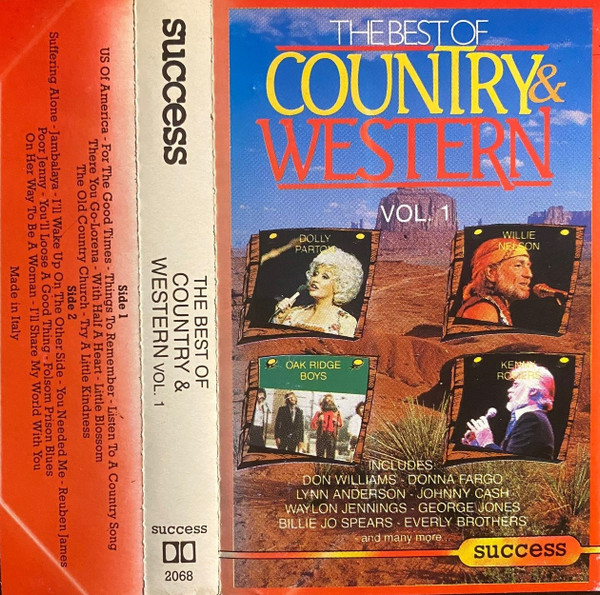 Side 1
US Of America - For The Good Times - Things To Remember - Listen To A Country Song
There You Go-Lorena - With Half A Heart - Little Blossom
The Old Country Church - Try A Little Kindness
Side 2
Suffering Alone - Jambalaya - I'll Wake Up On The Other Side - You Needed Me - Reuben James
Poor Jenny - You'll Loose A Good Thing - Folsom Prison Blues
On Her Way To Be A Woman - I'll Share My World With You
Made in Italy
success
THE BEST OF
COUNTRY &
WESTERN VOL. 1
success
2068
THE BEST OF
COUNTRY &
WESTERN
VOL. 1
DOLLY
PARTON
WILLIE
NELSON
OAK RIDGE
BOYS
KENNY
ROGERS
INCLUDES:
DON WILLIAMS - DONNA FARGO
LYNN ANDERSON - JOHNNY CASH
WAYLON JENNINGS - GEORGE JONES
BILLIE JO SPEARS - EVERLY BROTHERS
and many more...
success